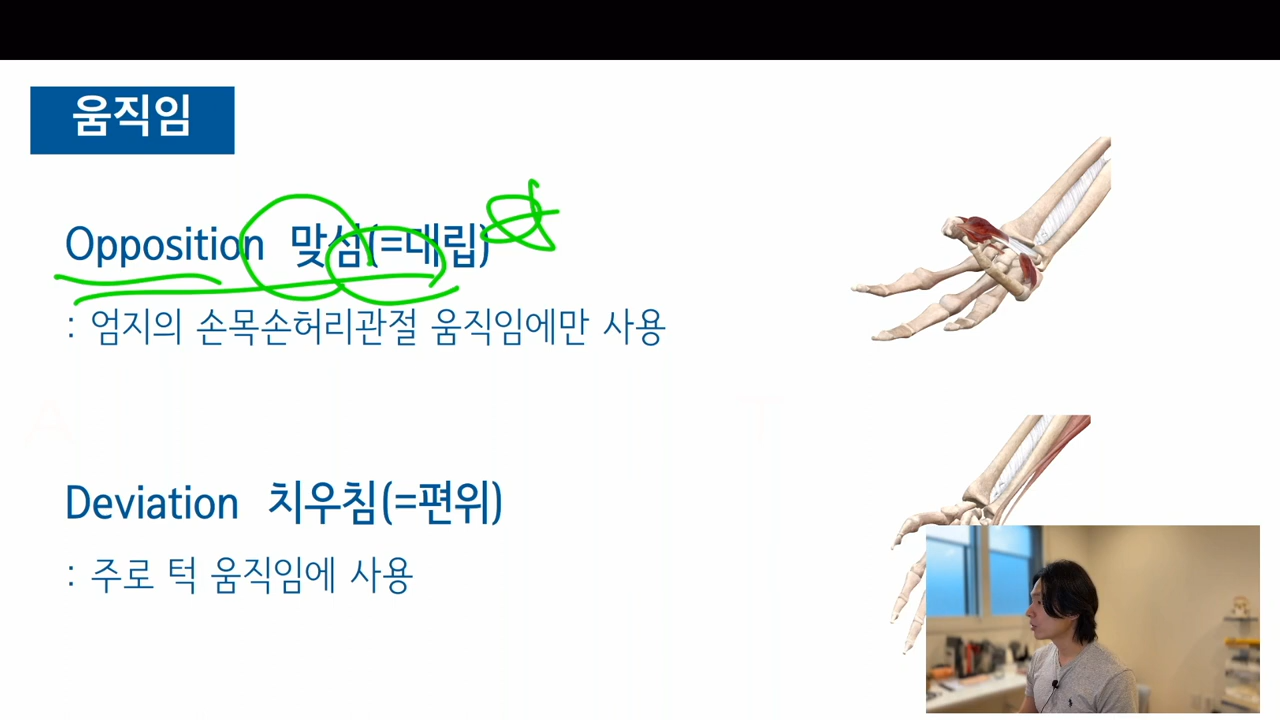 움직임
Opposition 맞섬(=대립)
: 엄지의 손목손허리관절 움직임에만 사용
Deviation 치우침(=편위)
: 주로 턱 움직임에 사용